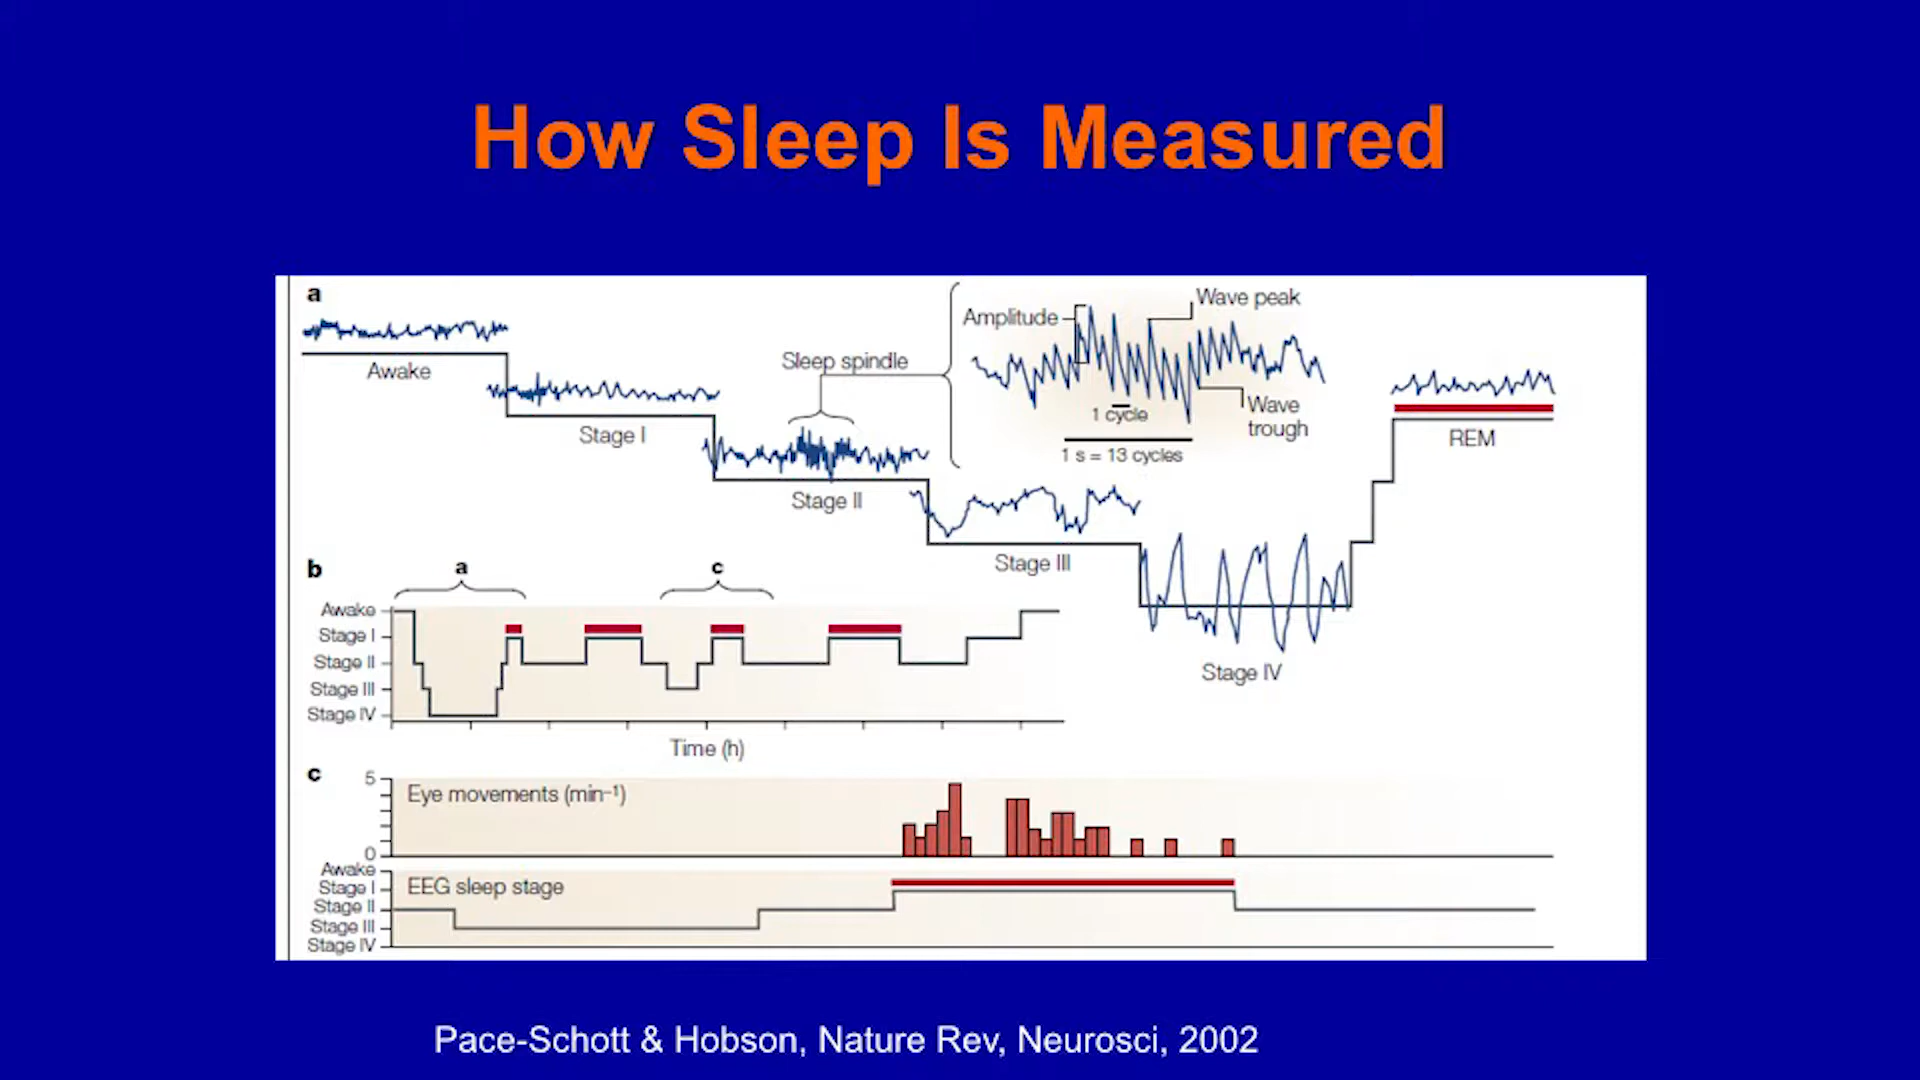 How Sleep Is Measured
a
Awake
Stage I
Sleep spindle
Stage II
Amplitude
Wave peak
1 cycle
Wave
trough
1 s = 13 cycles
Stage III
Stage IV
REM
b
a
c
Awake
Stage I
Stage II
Stage III
Stage IV
Time (h)
c
5
Eye movements (min–1)
0
Awake
Stage I
EEG sleep stage
Stage II
Stage III
Stage IV
Pace-Schott & Hobson, Nature Rev, Neurosci, 2002